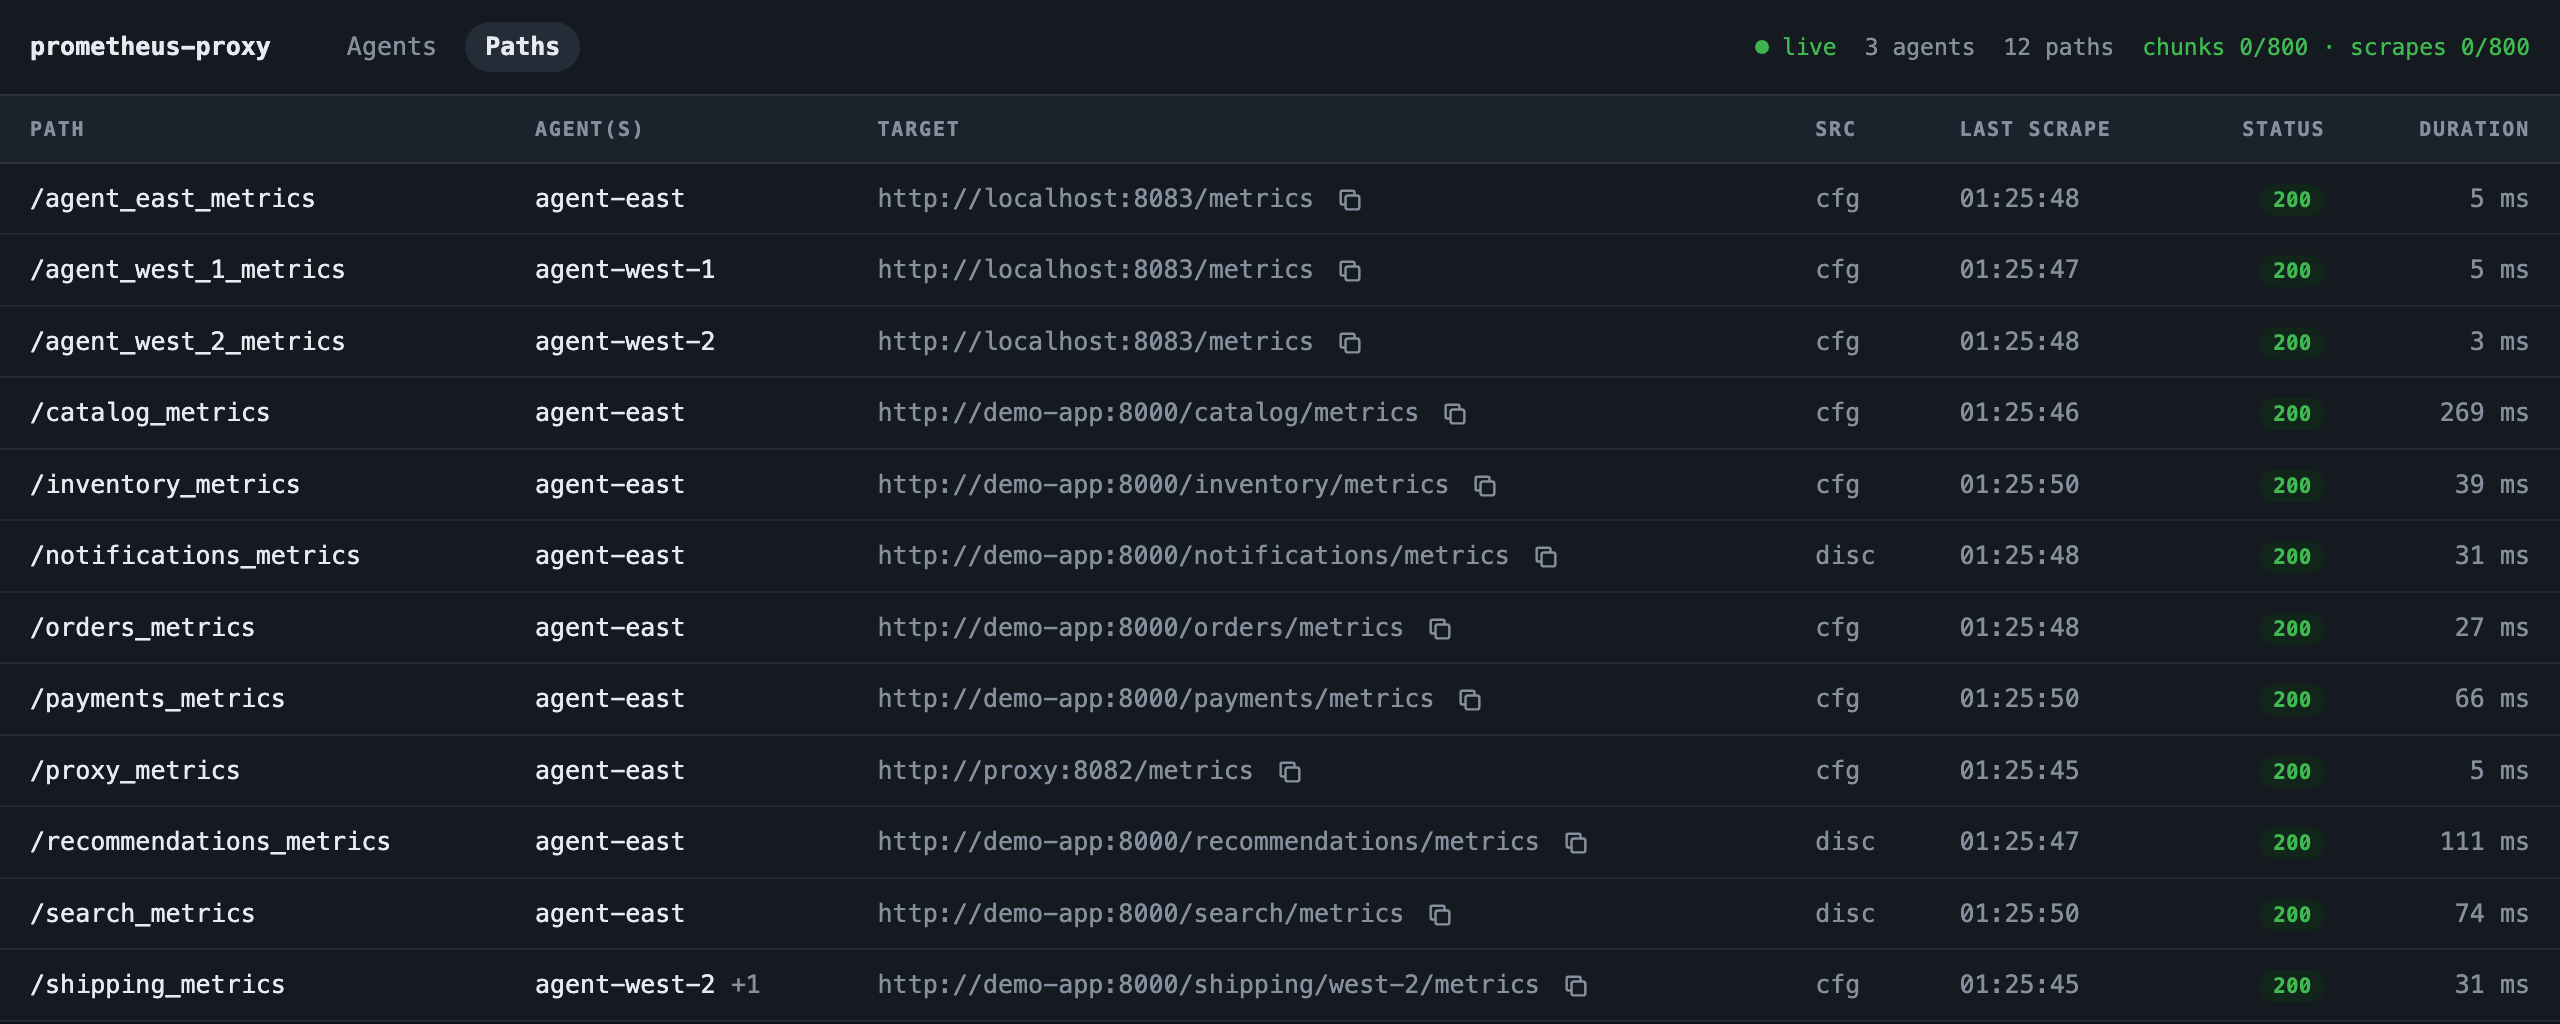 prometheus-proxy Agents Paths live 3 agents 12 paths chunks 0/800 · scrapes 0/800
PATH AGENT(S) TARGET SRC LAST SCRAPE STATUS DURATION
/agent_east_metrics agent-east http://localhost:8083/metrics cfg 01:25:48 200 5 ms
/agent_west_1_metrics agent-west-1 http://localhost:8083/metrics cfg 01:25:47 200 5 ms
/agent_west_2_metrics agent-west-2 http://localhost:8083/metrics cfg 01:25:48 200 3 ms
/catalog_metrics agent-east http://demo-app:8000/catalog/metrics cfg 01:25:46 200 269 ms
/inventory_metrics agent-east http://demo-app:8000/inventory/metrics cfg 01:25:50 200 39 ms
/notifications_metrics agent-east http://demo-app:8000/notifications/metrics disc 01:25:48 200 31 ms
/orders_metrics agent-east http://demo-app:8000/orders/metrics cfg 01:25:48 200 27 ms
/payments_metrics agent-east http://demo-app:8000/payments/metrics cfg 01:25:50 200 66 ms
/proxy_metrics agent-east http://proxy:8082/metrics cfg 01:25:45 200 5 ms
/recommendations_metrics agent-east http://demo-app:8000/recommendations/metrics disc 01:25:47 200 111 ms
/search_metrics agent-east http://demo-app:8000/search/metrics disc 01:25:50 200 74 ms
/shipping_metrics agent-west-2 +1 http://demo-app:8000/shipping/west-2/metrics cfg 01:25:45 200 31 ms